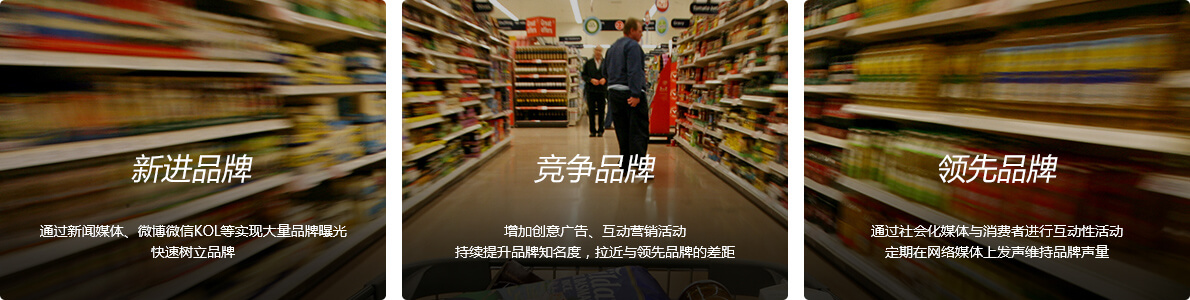 新进品牌
通过新闻媒体、微博微信KOL等实现大量品牌曝光
快速树立品牌
竞争品牌
增加创意广告、互动营销活动
持续提升品牌知名度，拉近与领先品牌的差距
领先品牌
通过社会化媒体与消费者进行互动性活动
定期在网络媒体上发声维持品牌声量